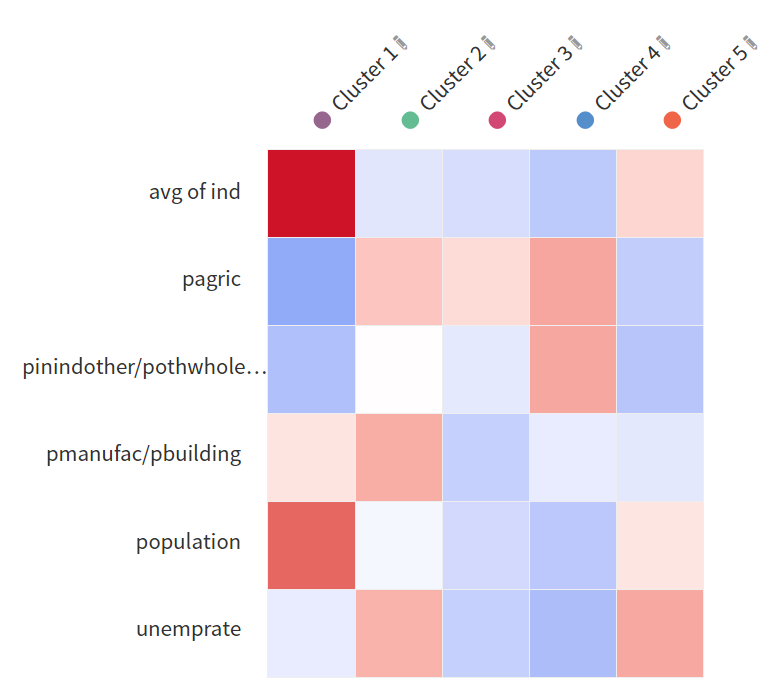 Cluster 1
Cluster 2
Cluster 3
Cluster 4
Cluster 5
avg of ind
pagric
pinindother/pothwhole…
pmanufac/pbuilding
population
unemprate